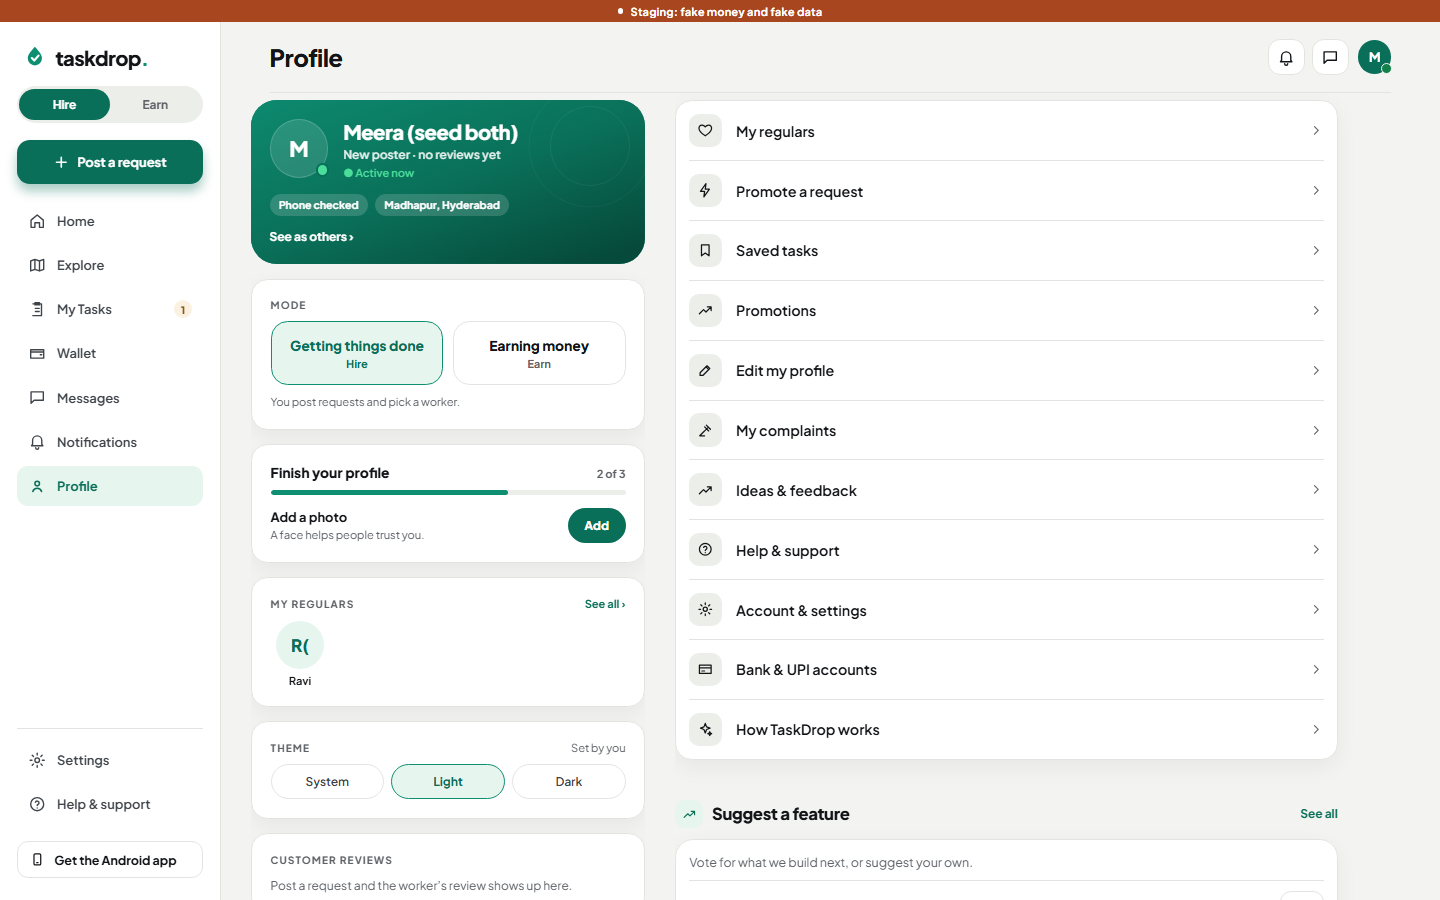 Staging: fake money and fake data
taskdrop.
Hire
Earn
Post a request
Home
Explore
My Tasks
1
Wallet
Messages
Notifications
Profile
Settings
Help & support
Get the Android app
Profile
M
M
Meera (seed both)
New poster · no reviews yet
Active now
Phone checked
Madhapur, Hyderabad
See as others ›
MODE
Getting things done
Hire
Earning money
Earn
You post requests and pick a worker.
Finish your profile
2 of 3
Add a photo
A face helps people trust you.
Add
MY REGULARS
See all ›
R(
Ravi
THEME
Set by you
System
Light
Dark
CUSTOMER REVIEWS
Post a request and the worker's review shows up here.
My regulars
Promote a request
Saved tasks
Promotions
Edit my profile
My complaints
Ideas & feedback
Help & support
Account & settings
Bank & UPI accounts
How TaskDrop works
Suggest a feature
See all
Vote for what we build next, or suggest your own.